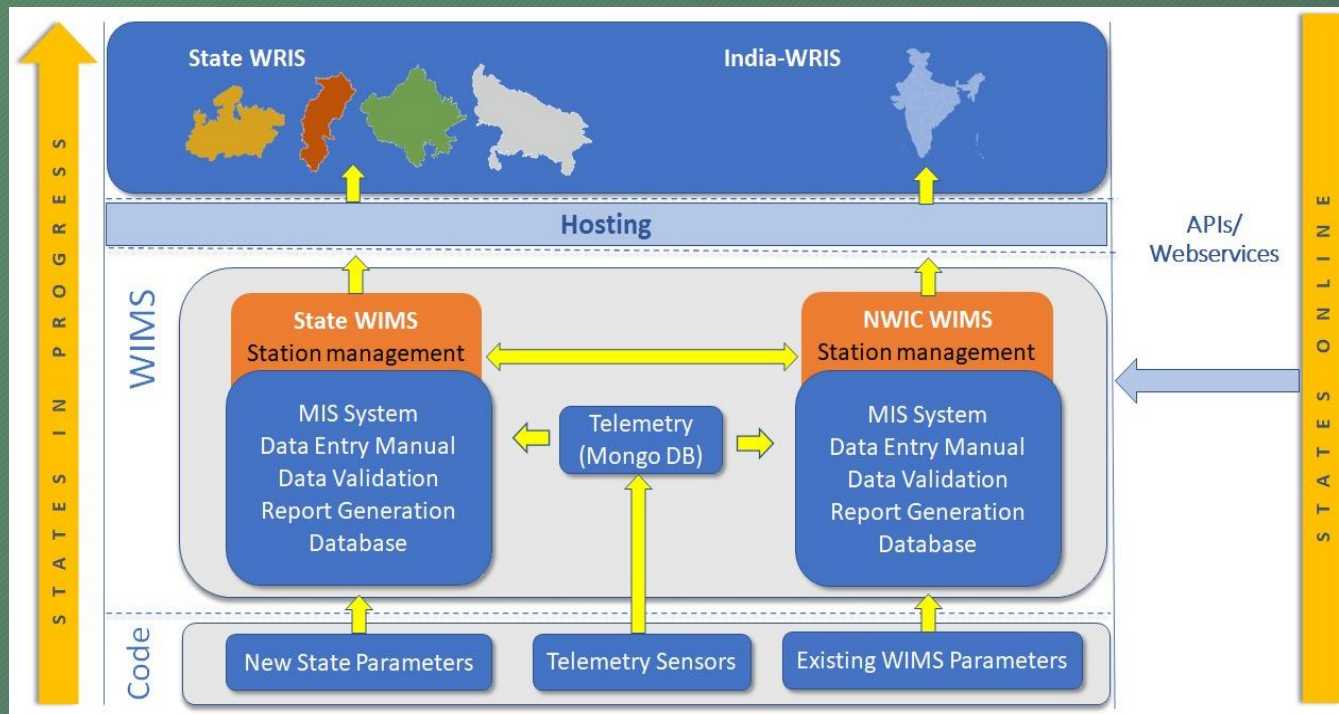 STATES IN PROGRESS
State WRIS
India-WRIS
Hosting
APIs/
Webservices
WIMS
State WIMS
Station management
NWIC WIMS
Station management
MIS System
Data Entry Manual
Data Validation
Report Generation
Database
Telemetry
(Mongo DB)
MIS System
Data Entry Manual
Data Validation
Report Generation
Database
Code
New State Parameters
Telemetry Sensors
Existing WIMS Parameters
STATES ONLINE